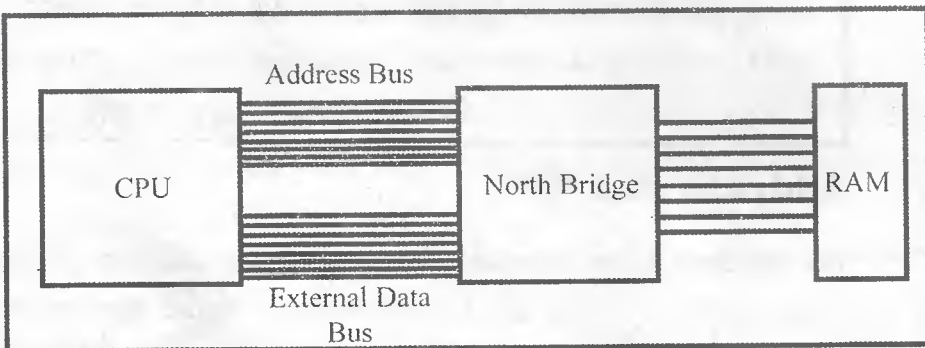 Address Bus
CPU
North Bridge
RAM
External Data
Bus